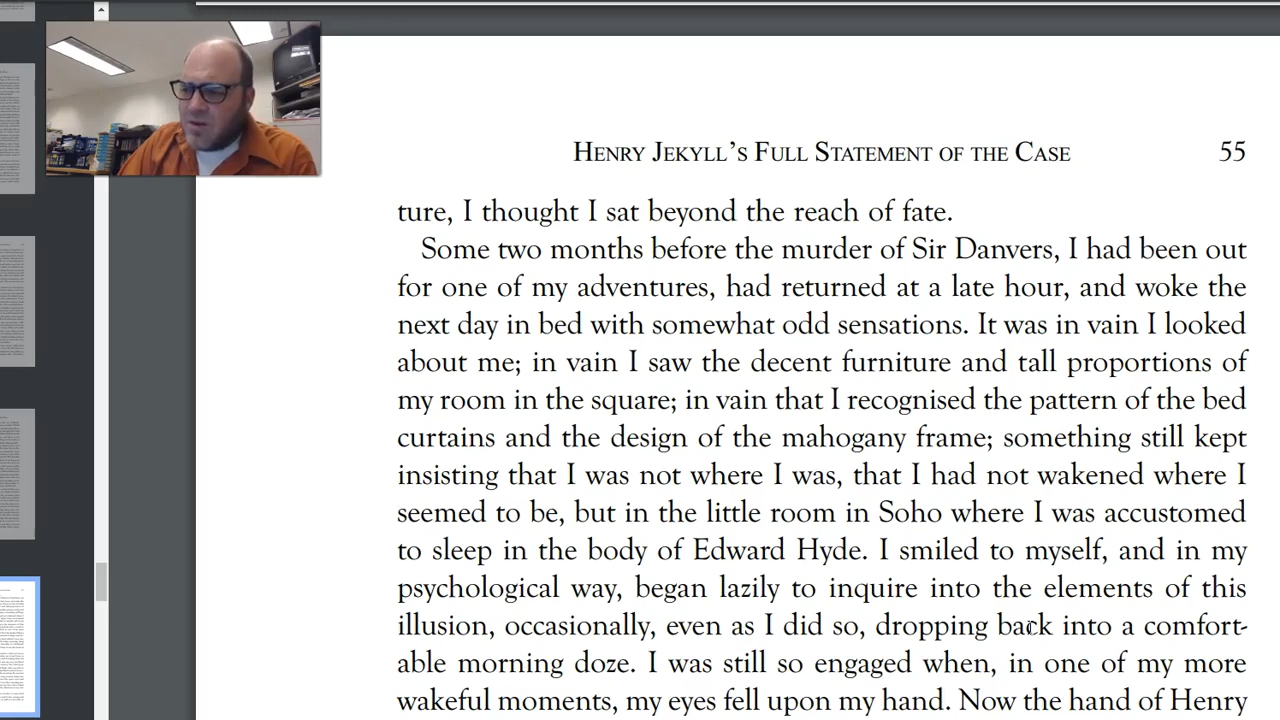 HENRY JEKYLL'S FULL STATEMENT OF THE CASE 55
ture, I thought I sat beyond the reach of fate.
Some two months before the murder of Sir Danvers, I had been out
for one of my adventures, had returned at a late hour, and woke the
next day in bed with somewhat odd sensations. It was in vain I looked
about me; in vain I saw the decent furniture and tall proportions of
my room in the square; in vain that I recognised the pattern of the bed
curtains and the design of the mahogany frame; something still kept
insisting that I was not where I was, that I had not wakened where I
seemed to be, but in the little room in Soho where I was accustomed
to sleep in the body of Edward Hyde. I smiled to myself, and in my
psychological way, began lazily to inquire into the elements of this
illusion, occasionally, even as I did so, dropping back into a comfort-
able morning doze. I was still so engaged when, in one of my more
wakeful moments, my eyes fell upon my hand. Now the hand of Henry